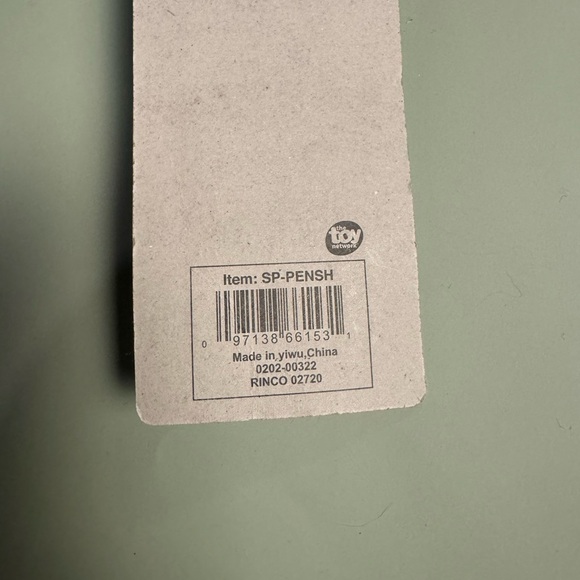 the
toy
network
Item: SP-PENSH
0 97138 66153 1
Made in yiwu,China
0202-00322
RINCO 02720